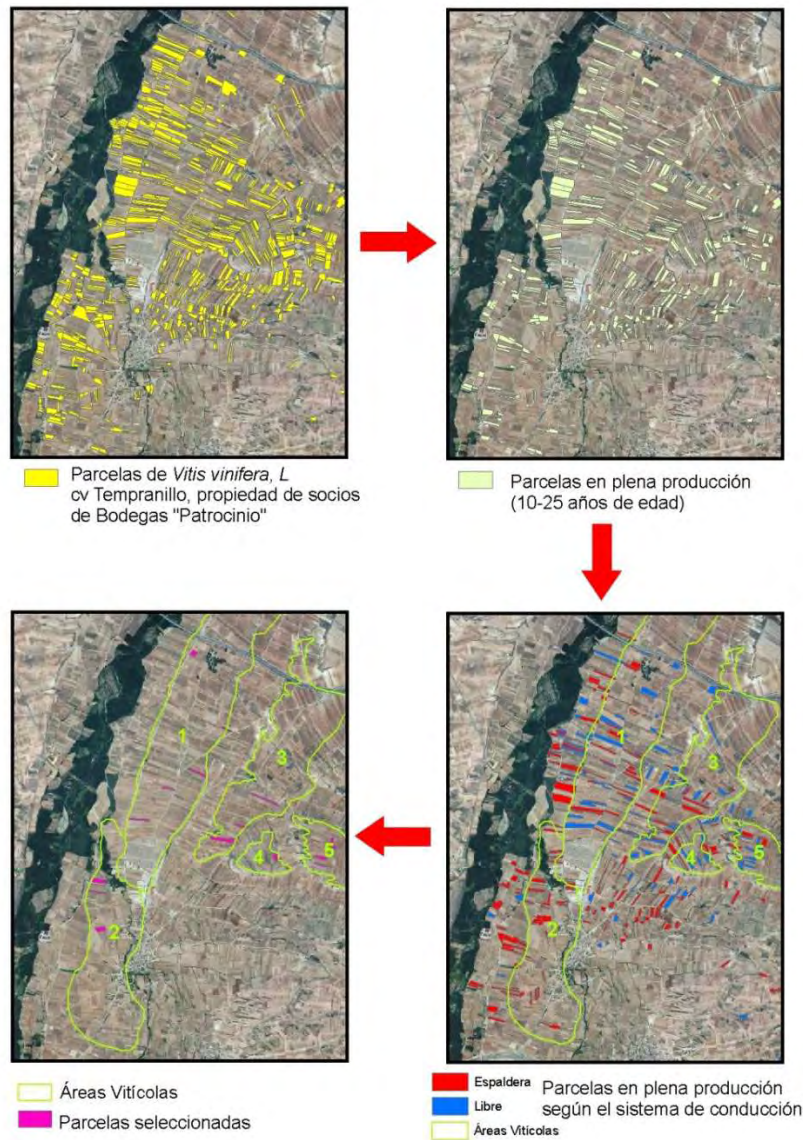 Parcelas de Vitis vinifera, L
cv Tempranillo, propiedad de socios
de Bodegas "Patrocinio"
Parcelas en plena producción
(10-25 años de edad)
1
3
4
5
2
Áreas Vitícolas
Parcelas seleccionadas
1
3
4
5
2
Espaldera
Libre
Áreas Vitícolas
Parcelas en plena producción
según el sistema de conducción